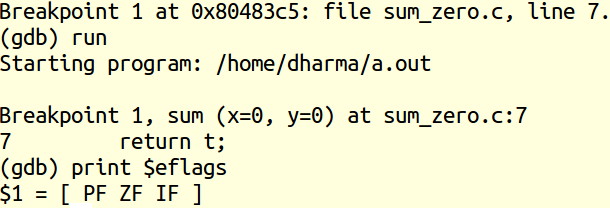 Breakpoint 1 at 0x80483c5: file sum_zero.c, line 7.
(gdb) run
Starting program: /home/dharma/a.out
Breakpoint 1, sum (x=0, y=0) at sum_zero.c:7
7         return t;
(gdb) print $eflags
$1 = [ PF ZF IF ]